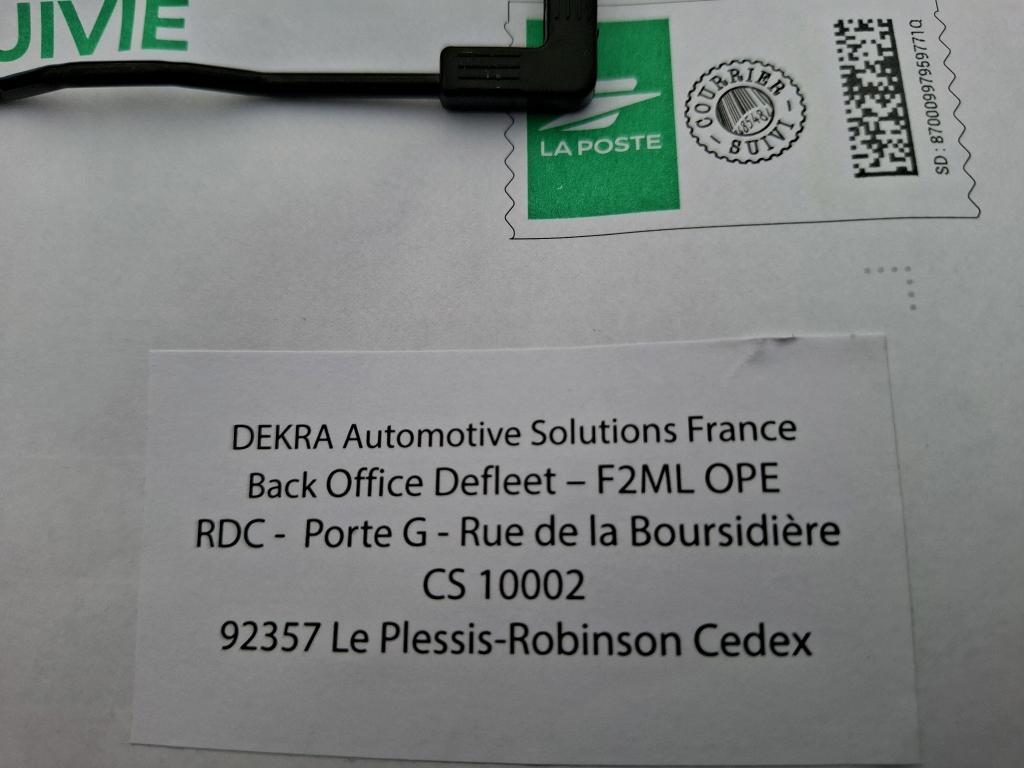 UIVIE
LA POSTE
COURRIER
SUIVI
SD : 87000997959771Q
DEKRA Automotive Solutions France
Back Office Defleet – F2ML OPE
RDC - Porte G - Rue de la Boursidière
CS 10002
92357 Le Plessis-Robinson Cedex